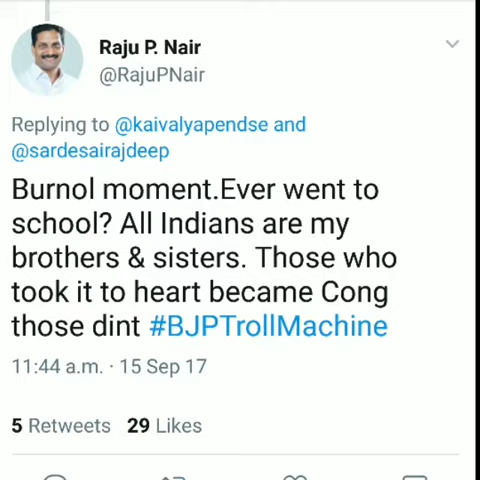 Raju P. Nair
@RajuPNair
Replying to @kaivalyapendse and
@sardesairajdeep
Burnol moment.Ever went to
school? All Indians are my
brothers & sisters. Those who
took it to heart became Cong
those dint #BJPTrollMachine
11:44 a.m. · 15 Sep 17
5 Retweets 29 Likes